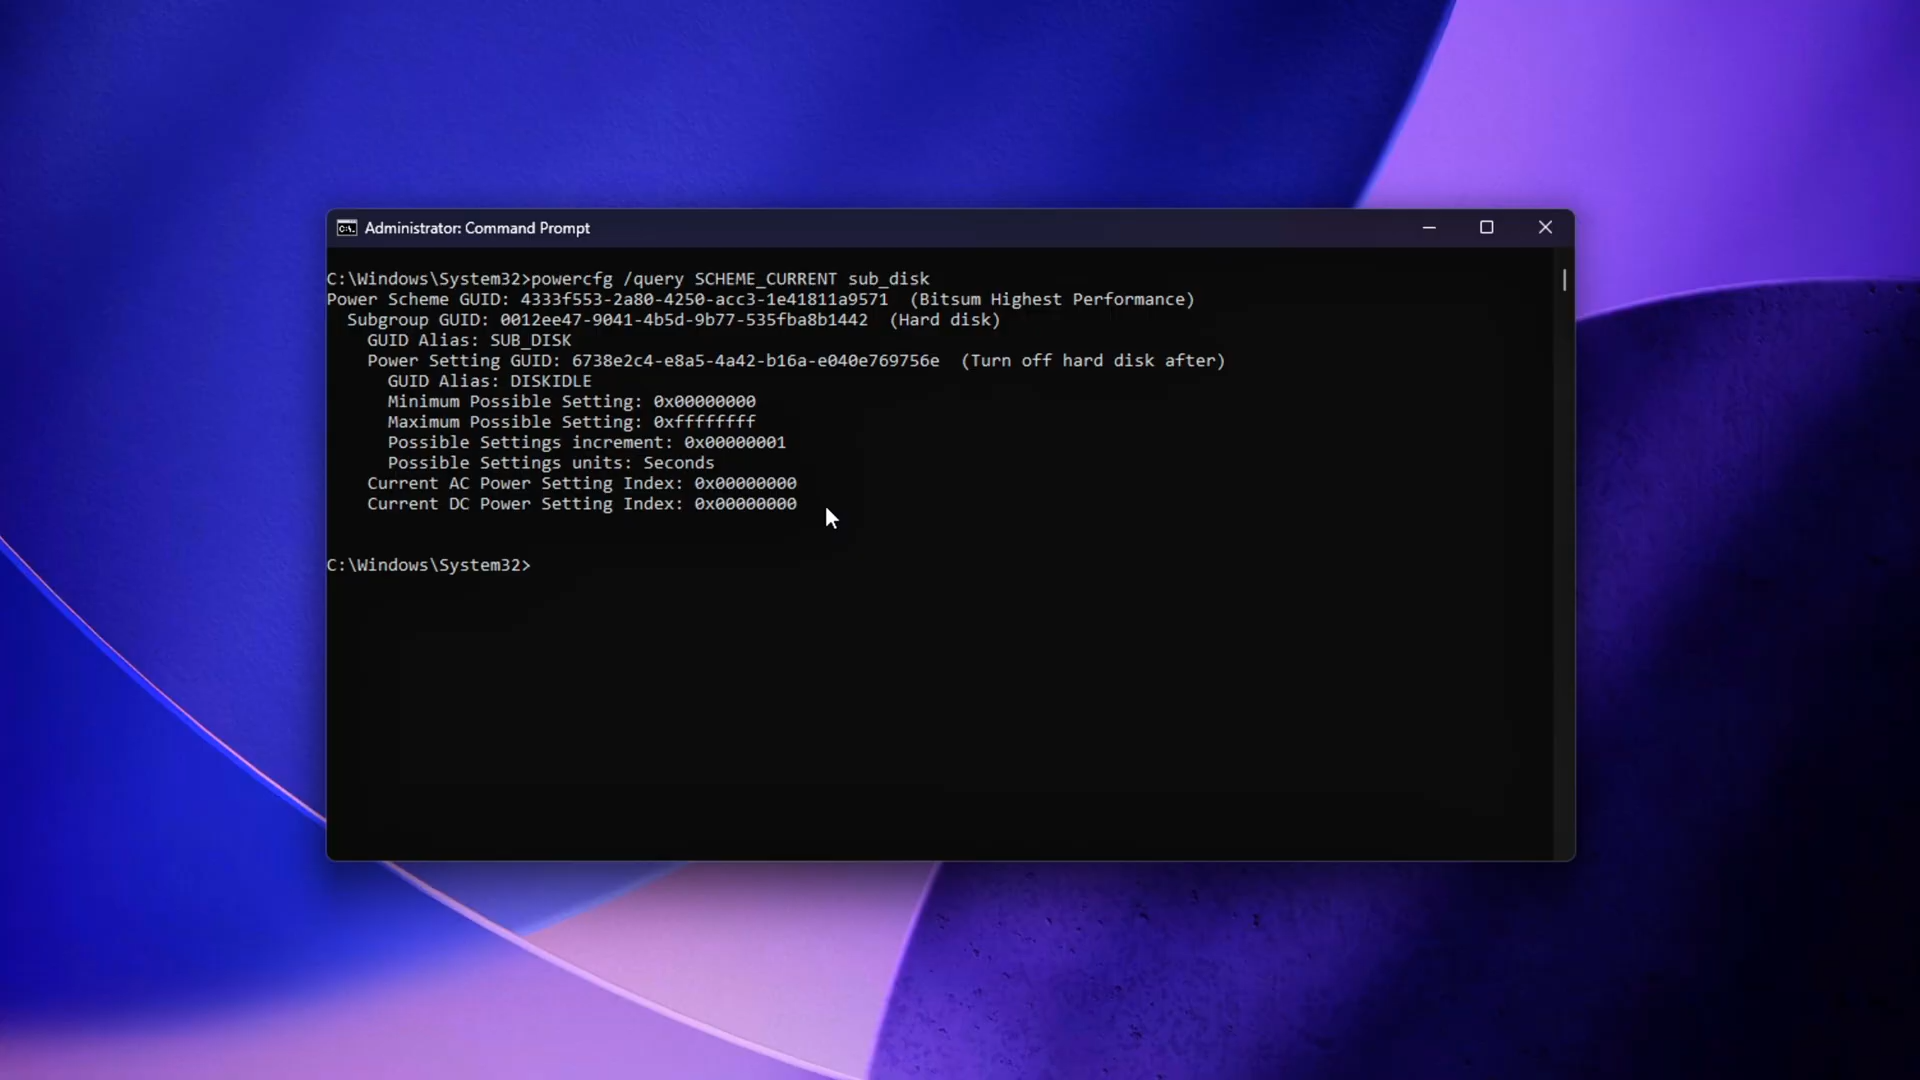 Administrator: Command Prompt
C:\Windows\System32>powercfg /query SCHEME_CURRENT sub_disk
Power Scheme GUID: 4333f553-2a80-4250-acc3-1e41811a9571  (Bitsum Highest Performance)
Subgroup GUID: 0012ee47-9041-4b5d-9b77-535fba8b1442  (Hard disk)
GUID Alias: SUB_DISK
Power Setting GUID: 6738e2c4-e8a5-4a42-b16a-e040e769756e  (Turn off hard disk after)
GUID Alias: DISKIDLE
Minimum Possible Setting: 0x00000000
Maximum Possible Setting: 0xffffffff
Possible Settings increment: 0x00000001
Possible Settings units: Seconds
Current AC Power Setting Index: 0x00000000
Current DC Power Setting Index: 0x00000000
C:\Windows\System32>